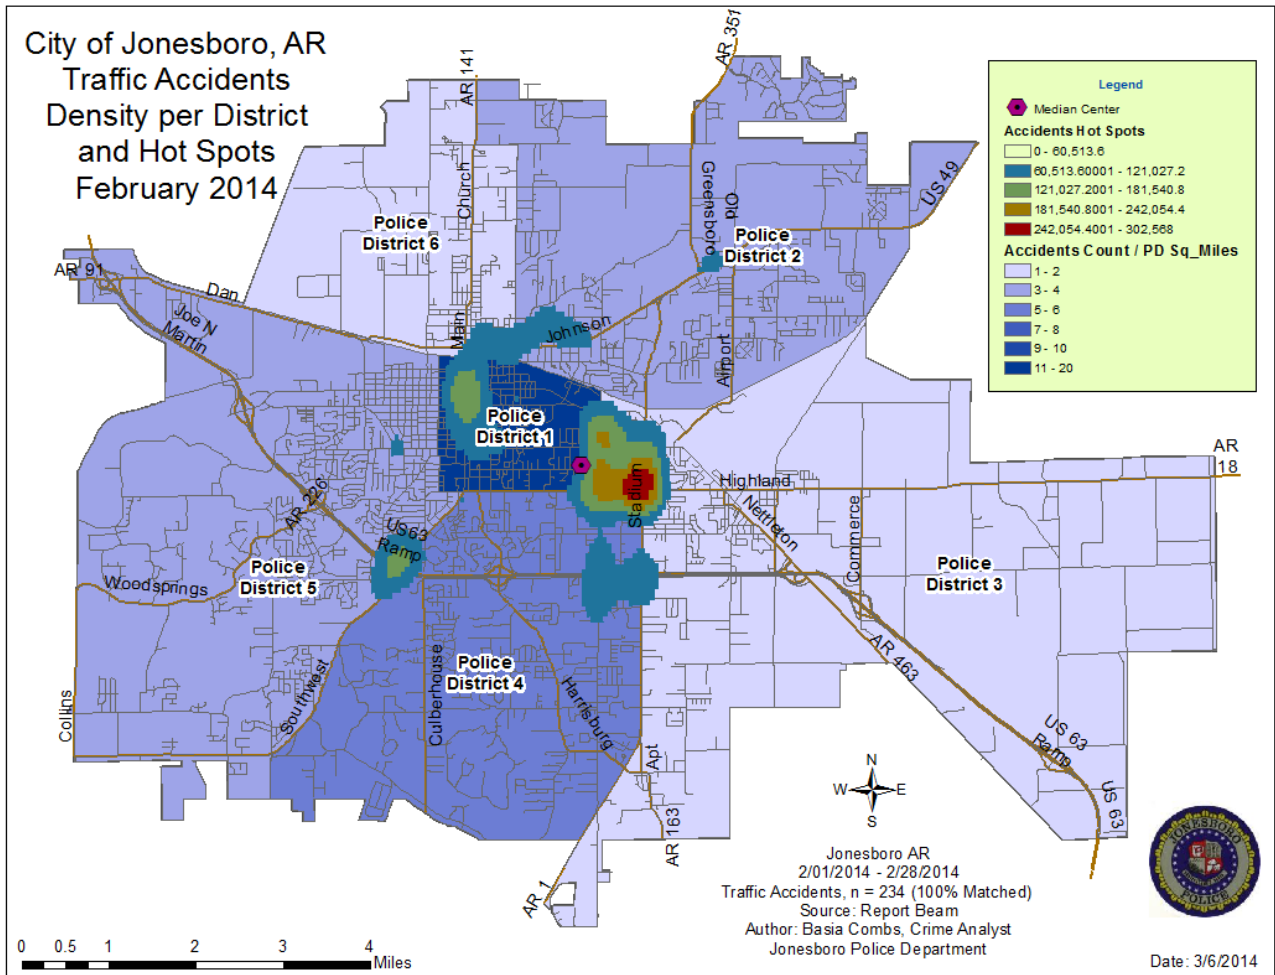 City of Jonesboro, AR
Traffic Accidents
Density per District
and Hot Spots
February 2014
Legend
Median Center
Accidents Hot Spots
0 - 60,513.6
60,513.60001 - 121,027.2
121,027.2001 - 181,540.8
181,540.8001 - 242,054.4
242,054.4001 - 302,568
Accidents Count / PD Sq_Miles
1 - 2
3 - 4
5 - 6
7 - 8
9 - 10
11 - 20
AR 351
AR 141
US 49
Church
Greensboro
Old
Police
District 6
Police
District 2
AR 91
Dan
Joe N
Martin
Main
Johnson
Airport
Police
District 1
AR
18
Highland
Stadium
AR 226
Nettleton
US63
Ramp
Commerce
Police
District 3
Police
District 5
Woodsprings
AR 463
Police
District 4
Culberhouse
Harrisburg
Southwest
Collins
US 63
Ramp
Apt
US 63
AR 163
AR 1
N
W E
S
JONESBORO
POLICE
Jonesboro AR
2/01/2014 - 2/28/2014
Traffic Accidents, n = 234 (100% Matched)
Source: Report Beam
Author: Basia Combs, Crime Analyst
Jonesboro Police Department
0 0.5 1 2 3 4
Miles
Date: 3/6/2014